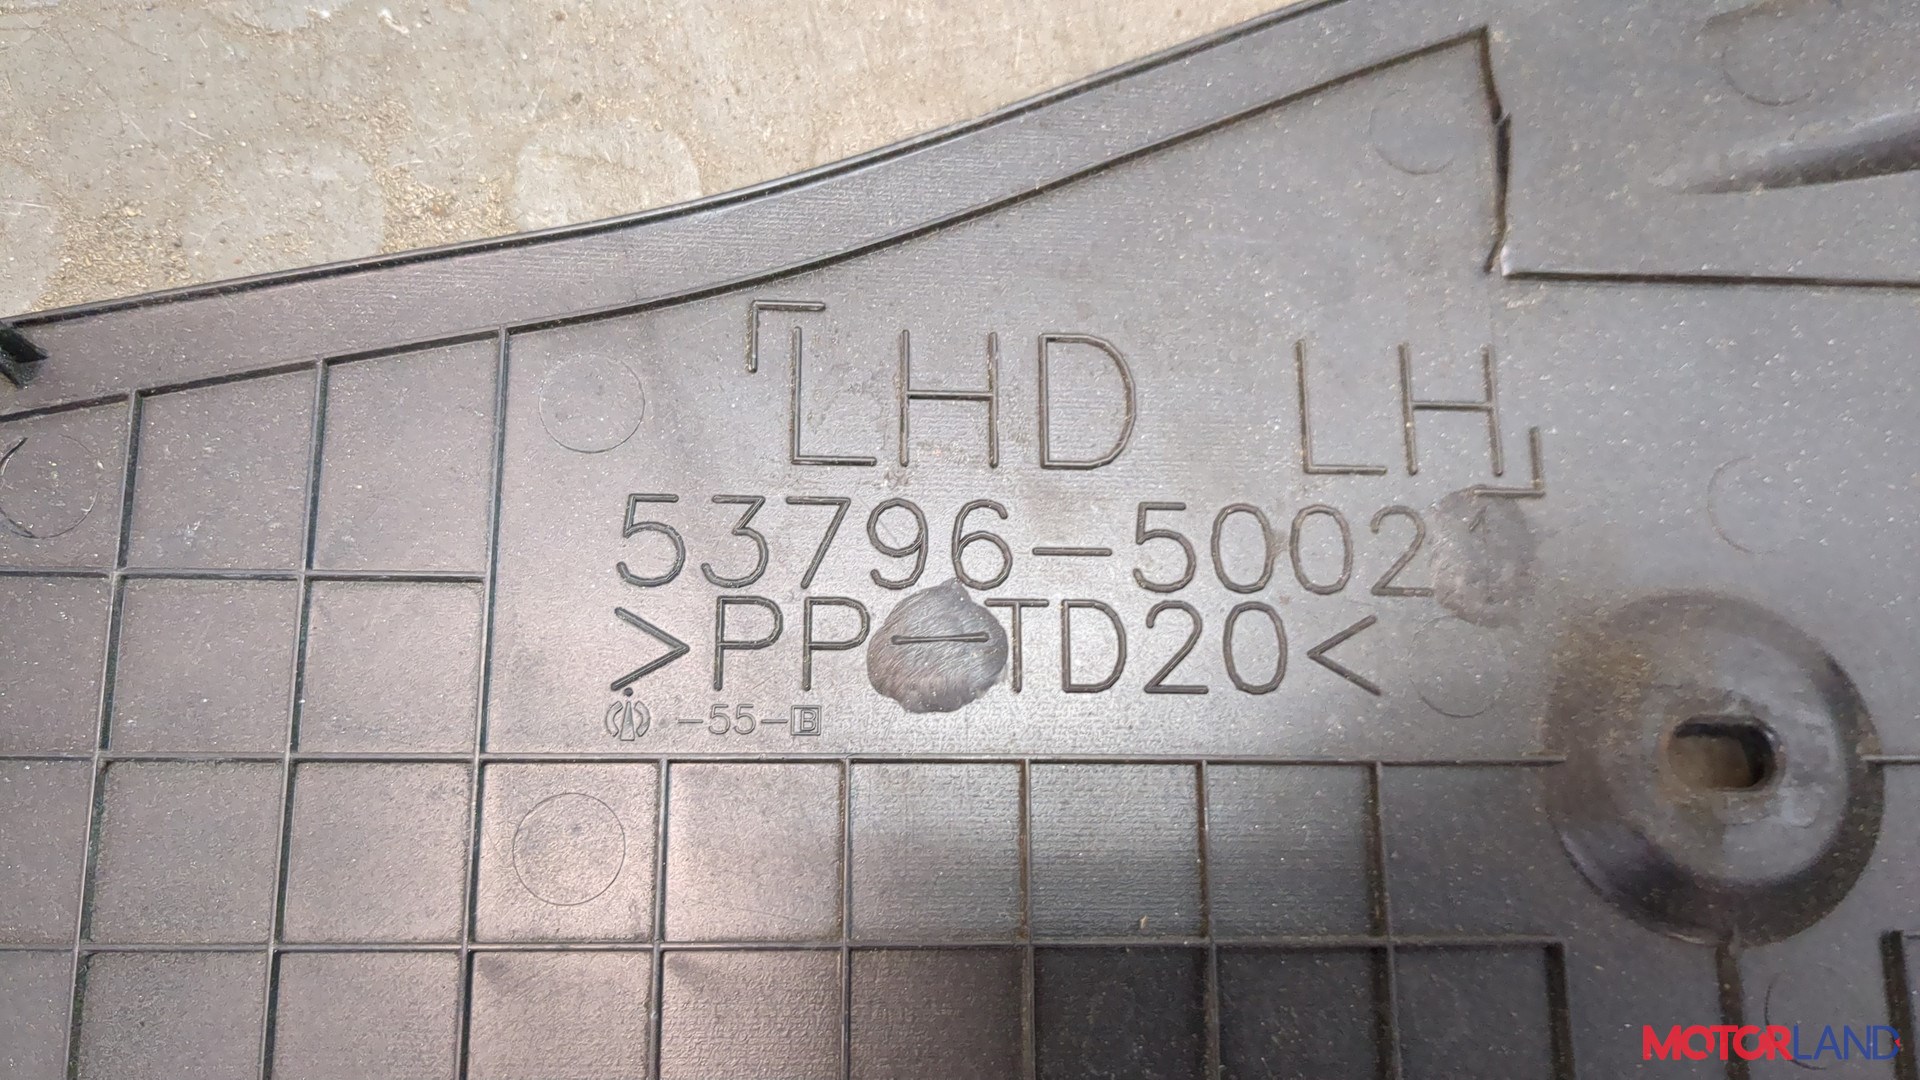 「LHD LH」
53796-5002
>PP-TD20<
-55-B
MOTORLAND